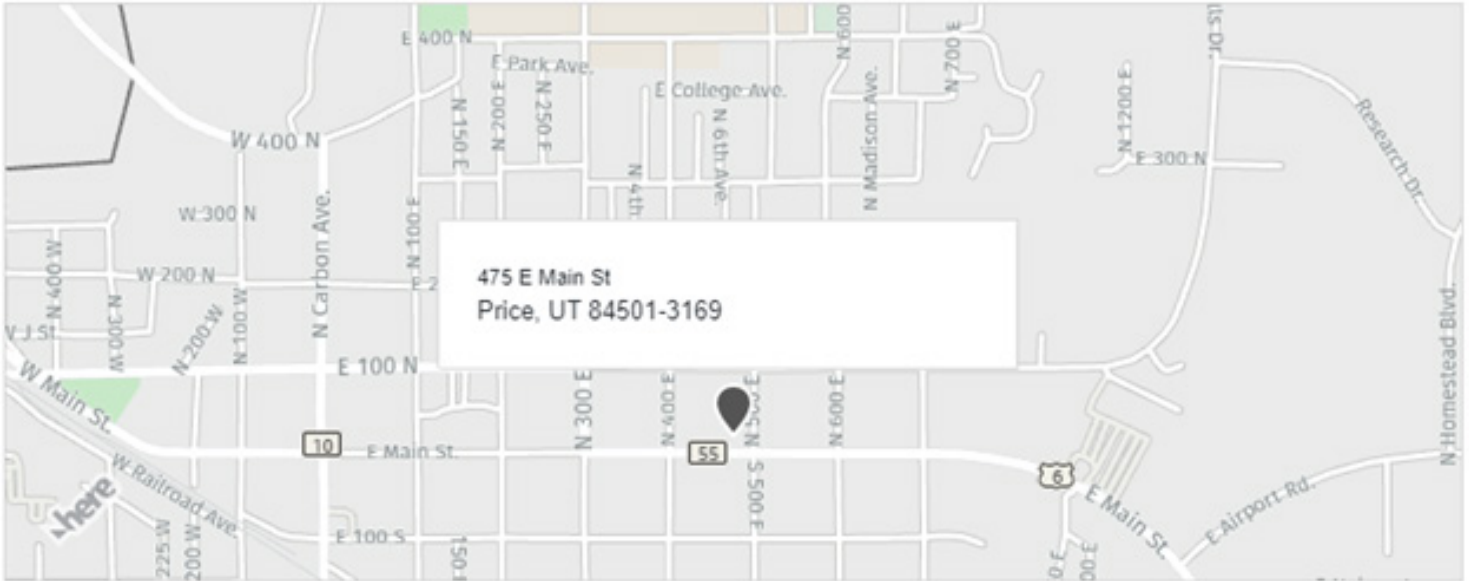 E 400 N
E Park Ave.
E College Ave.
N 600
N 700 E
N 150 E
N 200 E
N 6th Ave.
N Madison Ave.
N 1200 E
E 300 N
Research Dr.
W 400 N
W 300 N
N 4th
N Carbon Ave.
N 100 E
475 E Main St
Price, UT 84501-3169
N 400 W
W 200 N
N 300 W
N 200 W
N 100 W
E 100 N
W Main St.
N 300 E
N 400 E
N 600 E
N Homestead Blvd.
10
E Main St.
55
6
S 500 E
W Railroad Ave.
E Main St.
E Airport Rd.
here
225 W
200 W
E 100 S